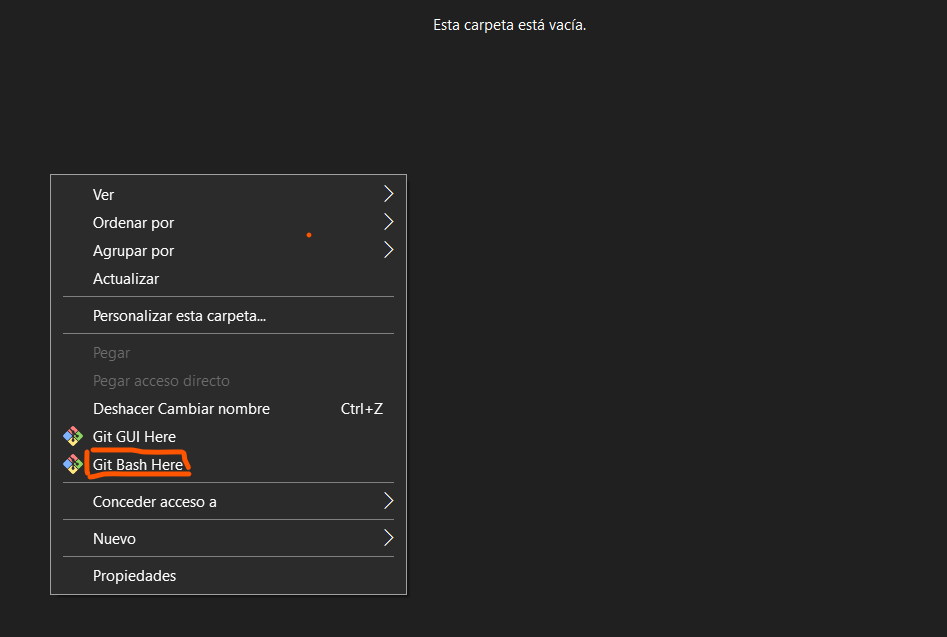 Esta carpeta está vacía.
Ver
Ordenar por
Agrupar por
Actualizar
Personalizar esta carpeta...
Pegar
Pegar acceso directo
Deshacer Cambiar nombre Ctrl+Z
Git GUI Here
Git Bash Here
Conceder acceso a
Nuevo
Propiedades